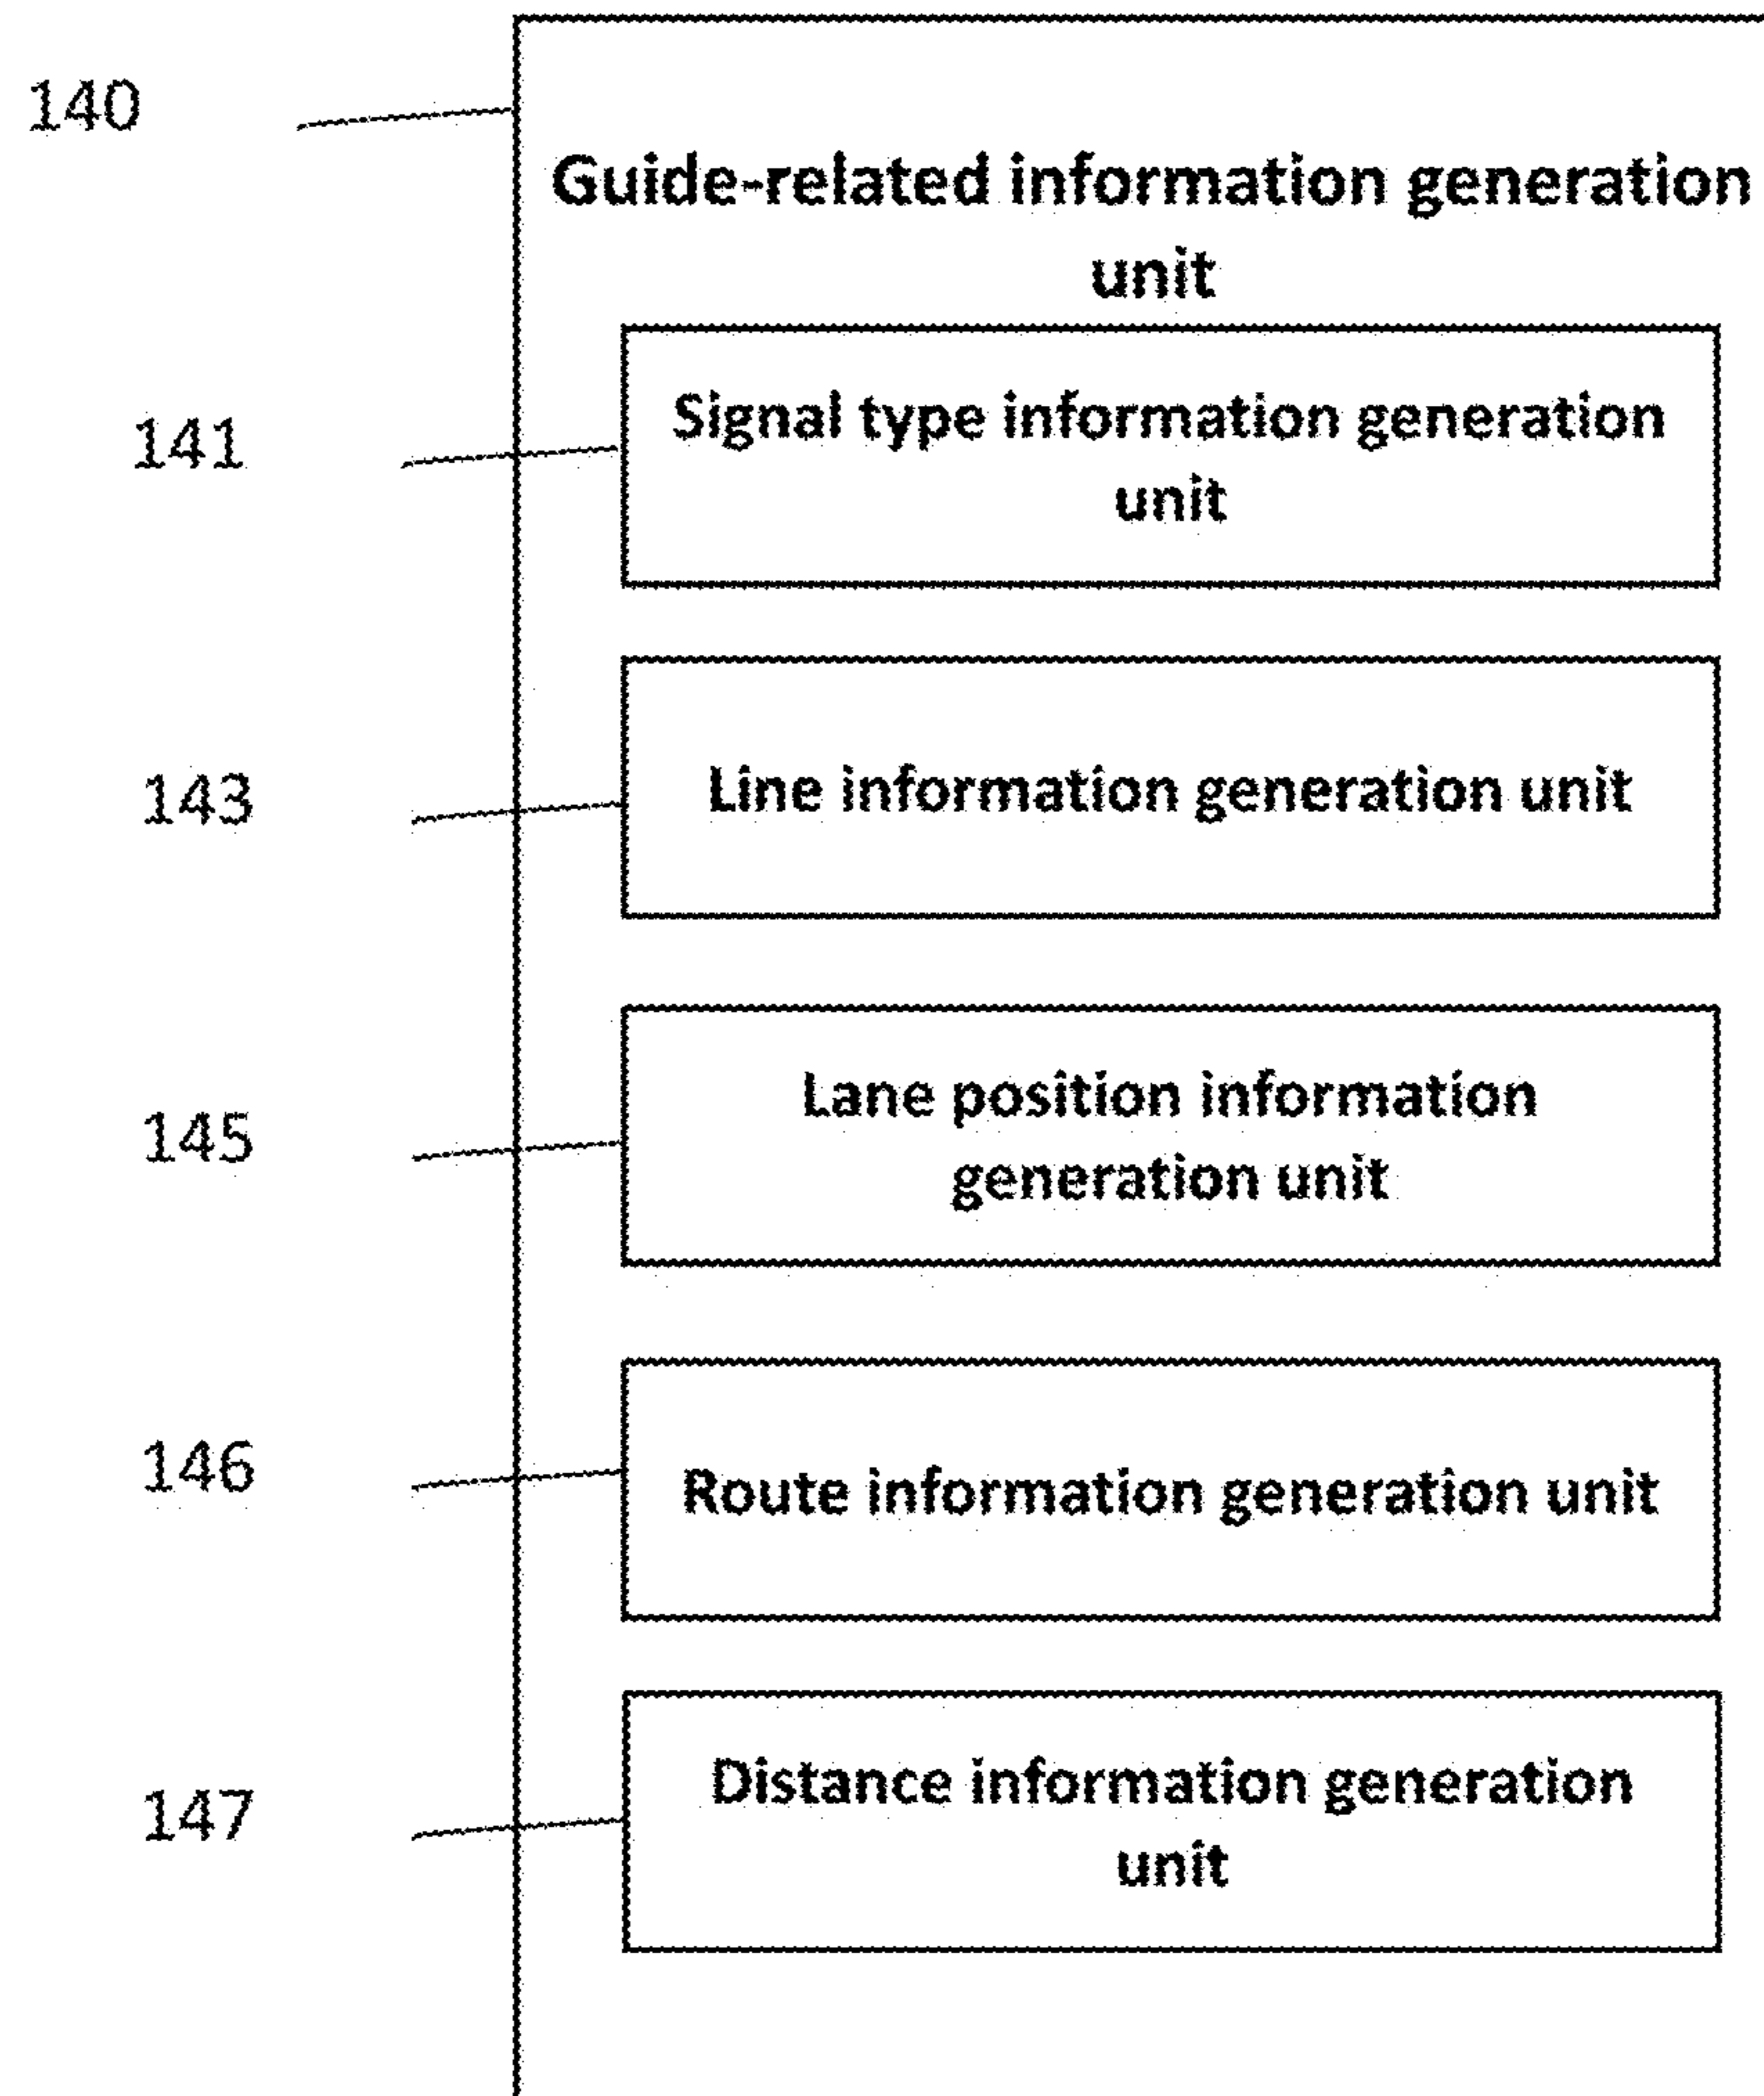 140
Guide-related information generation
unit
141
Signal type information generation
unit
143
Line information generation unit
145
Lane position information
generation unit
146
Route information generation unit
147
Distance information generation
unit